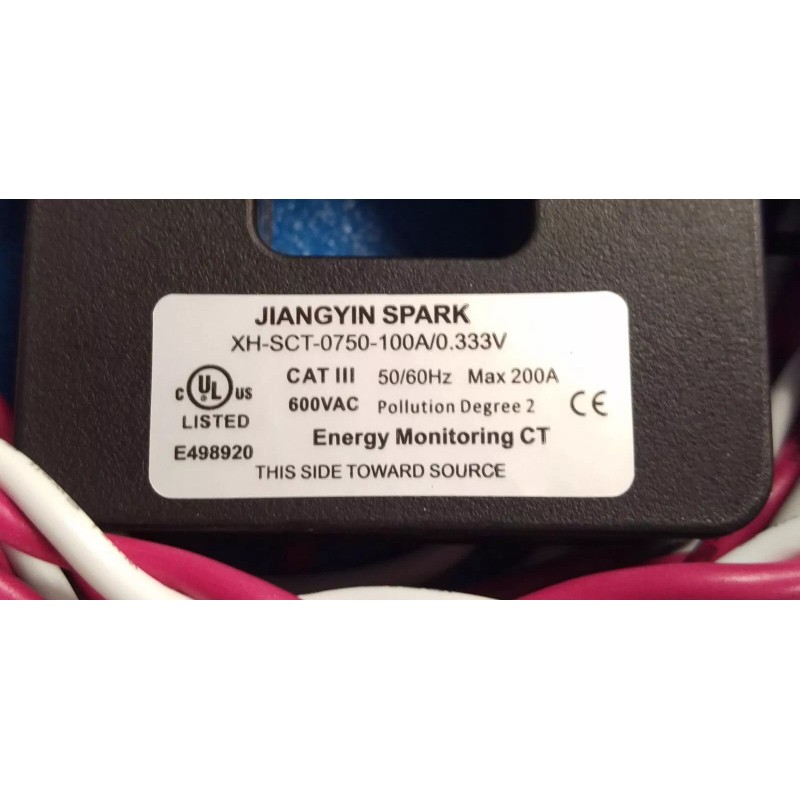 JIANGYIN SPARK
XH-SCT-0750-100A/0.333V
c UL ® US
LISTED
E498920
CAT III 50/60Hz Max 200A
600VAC Pollution Degree 2
CE
Energy Monitoring CT
THIS SIDE TOWARD SOURCE